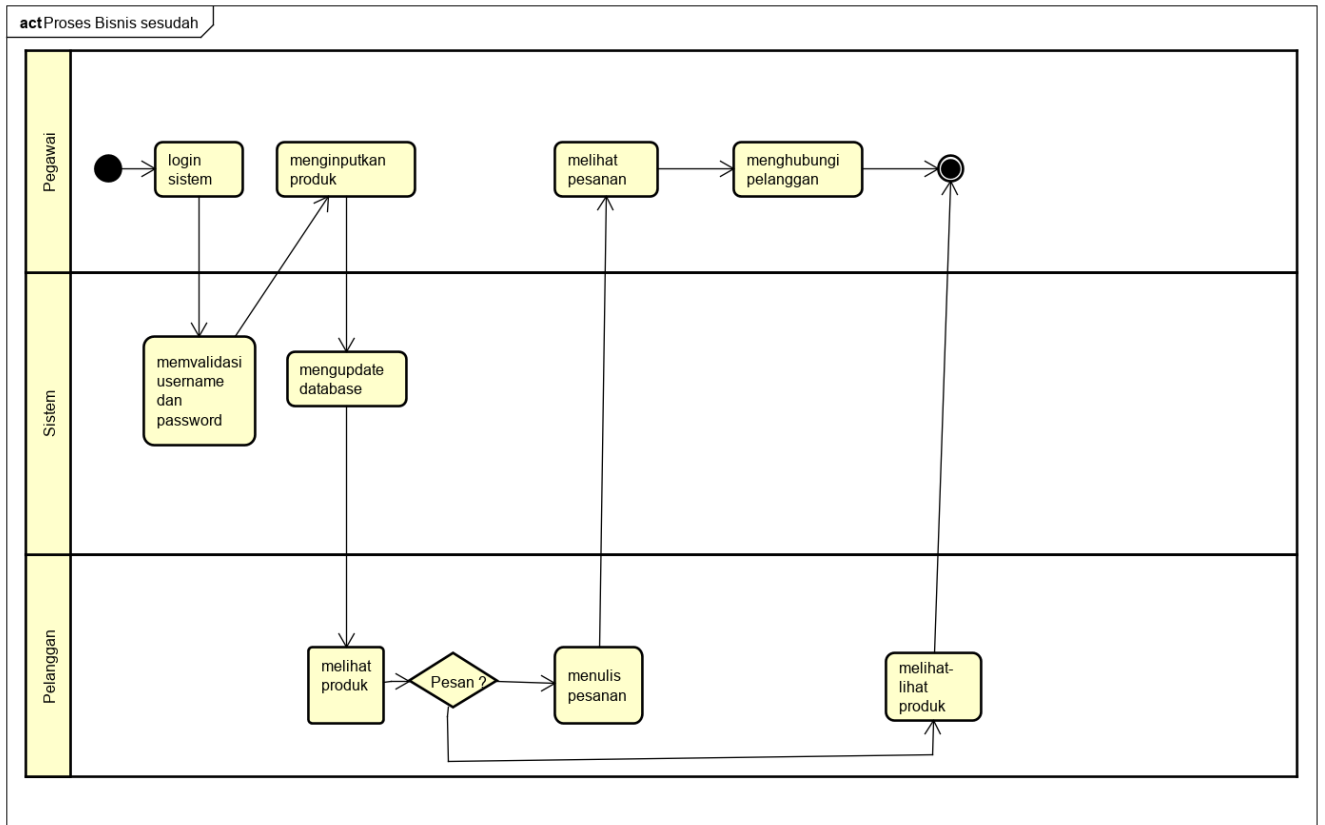 act Proses Bisnis sesudah
Pegawai
login
sistem
menginputkan
produk
melihat
pesanan
menghubungi
pelanggan
Sistem
memvalidasi
username
dan
password
mengupdate
database
Pelanggan
melihat
produk
Pesan ?
menulis
pesanan
melihat-
lihat
produk